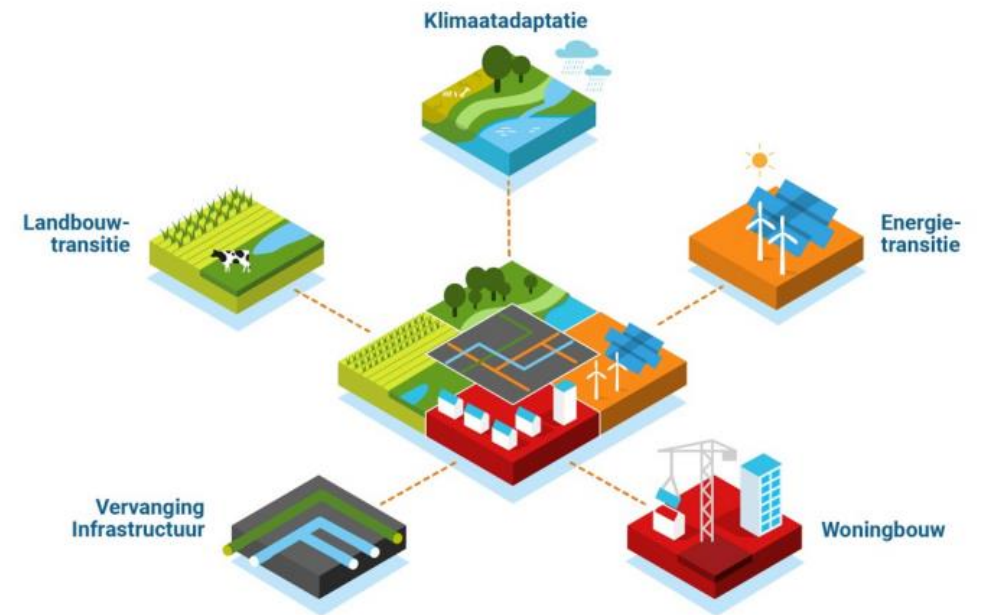 Klimaatadaptatie
Landbouw-
transitie
Energie-
transitie
Vervanging
Infrastructuur
Woningbouw